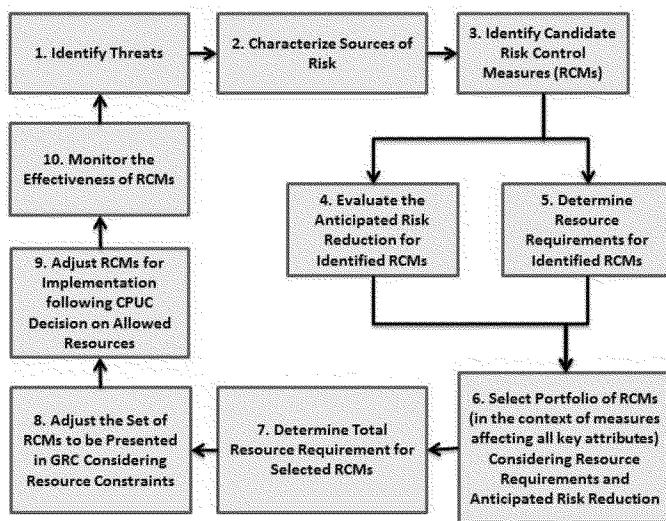 1. Identify Threats
2. Characterize Sources of
Risk
3. Identify Candidate
Risk Control
Measures (RCMs)
10. Monitor the
Effectiveness of RCMs
4. Evaluate the
Anticipated Risk
Reduction for
Identified RCMs
5. Determine
Resource
Requirements for
Identified RCMs
9. Adjust RCMs for
Implementation
following CPUC
Decision on Allowed
Resources
6. Select Portfolio of RCMs
(in the context of measures
affecting all key attributes)
Considering Resource
Requirements and
Anticipated Risk Reduction
7. Determine Total
Resource Requirement for
Selected RCMs
8. Adjust the Set of
RCMs to be Presented
in GRC Considering
Resource Constraints